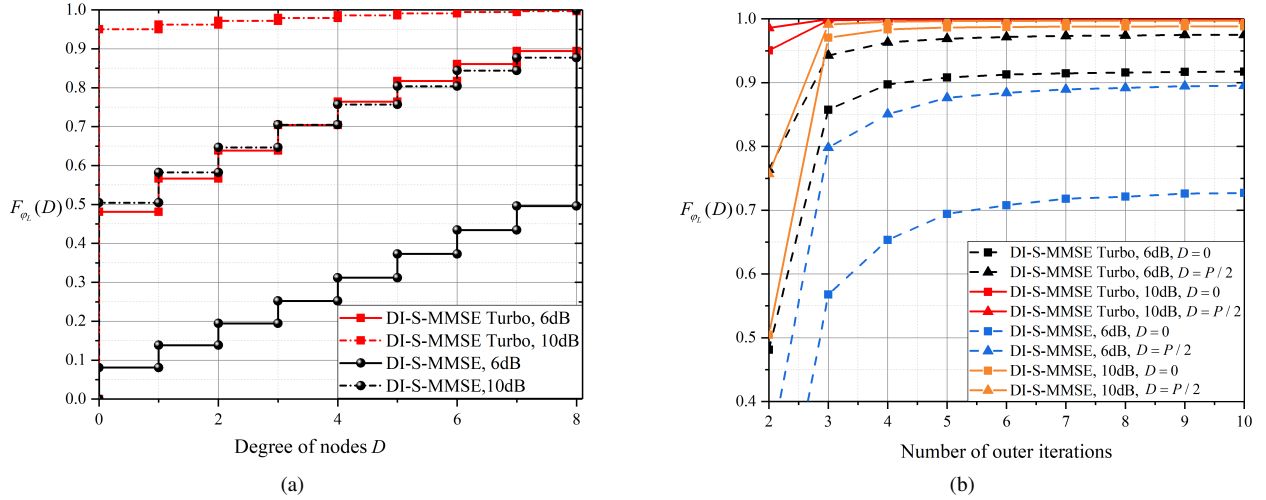 1.0
0.9
0.8
0.7
0.6
0.5
0.4
0.3
0.2
0.1
0.0
F_{φ_L}(D)
0 2 4 6 8
Degree of nodes D
DI-S-MMSE Turbo, 6dB
DI-S-MMSE Turbo, 10dB
DI-S-MMSE, 6dB
DI-S-MMSE,10dB
(a)
1.0
0.9
0.8
0.7
0.6
0.5
0.4
F_{φ_L}(D)
2 3 4 5 6 7 8 9 10
Number of outer iterations
DI-S-MMSE Turbo, 6dB, D = 0
DI-S-MMSE Turbo, 6dB, D = P / 2
DI-S-MMSE Turbo, 10dB, D = 0
DI-S-MMSE Turbo, 10dB, D = P / 2
DI-S-MMSE, 6dB, D = 0
DI-S-MMSE, 6dB, D = P / 2
DI-S-MMSE, 10dB, D = 0
DI-S-MMSE, 10dB, D = P / 2
(b)